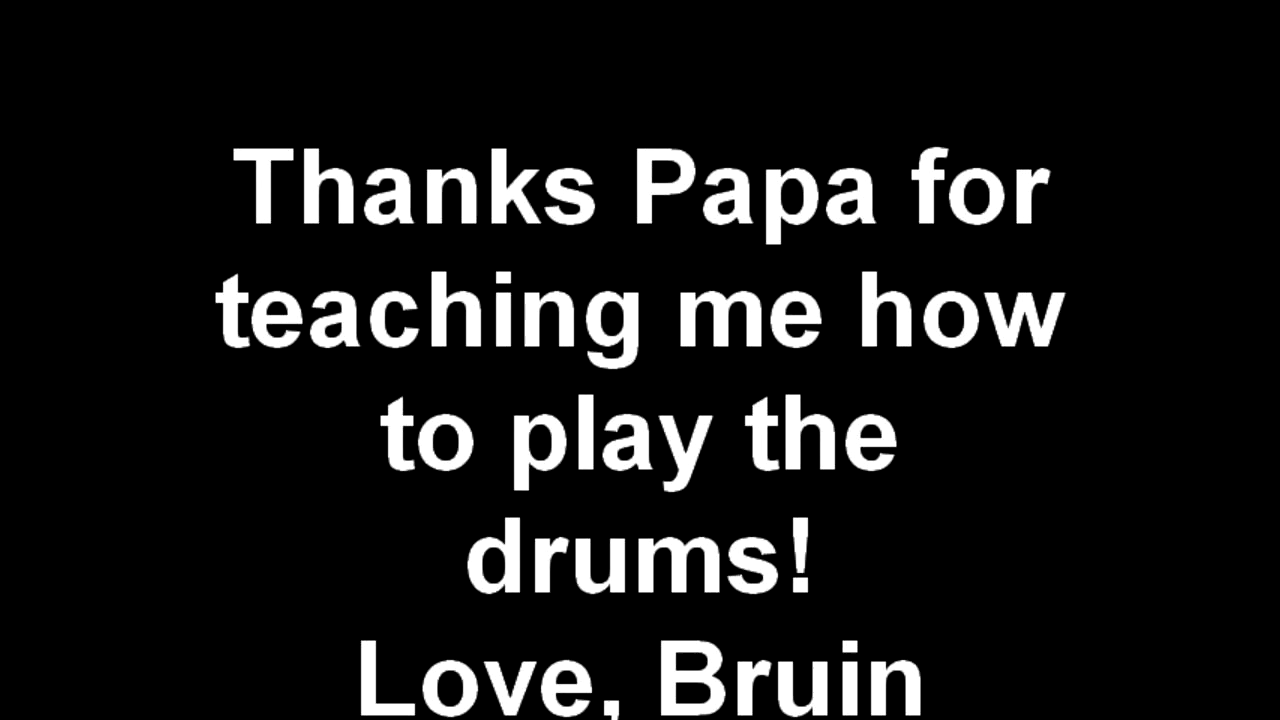 Thanks Papa for
teaching me how
to play the
drums!
Love, Bruin